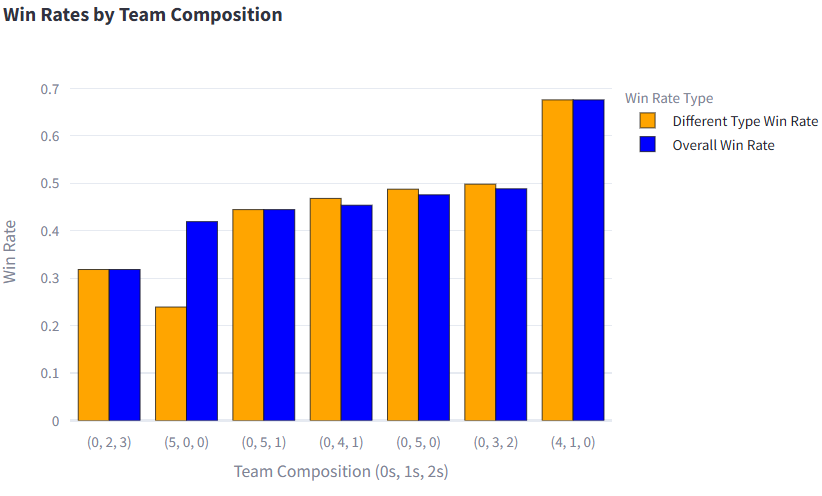 Win Rates by Team Composition
0.7
0.6
0.5
0.4
0.3
0.2
0.1
0
Win Rate
(0, 2, 3) (5, 0, 0) (0, 5, 1) (0, 4, 1) (0, 5, 0) (0, 3, 2) (4, 1, 0)
Team Composition (0s, 1s, 2s)
Win Rate Type
Different Type Win Rate
Overall Win Rate